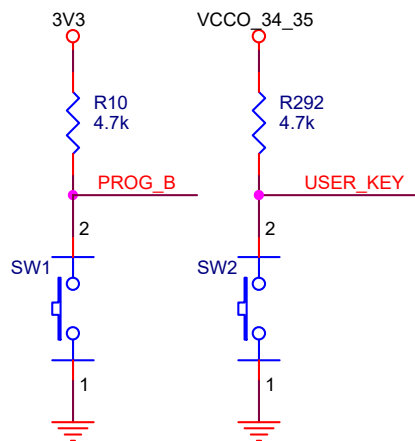 3V3
VCCO_34_35
R10
4.7k
R292
4.7k
PROG_B
USER_KEY
2
2
SW1
SW2
1
1